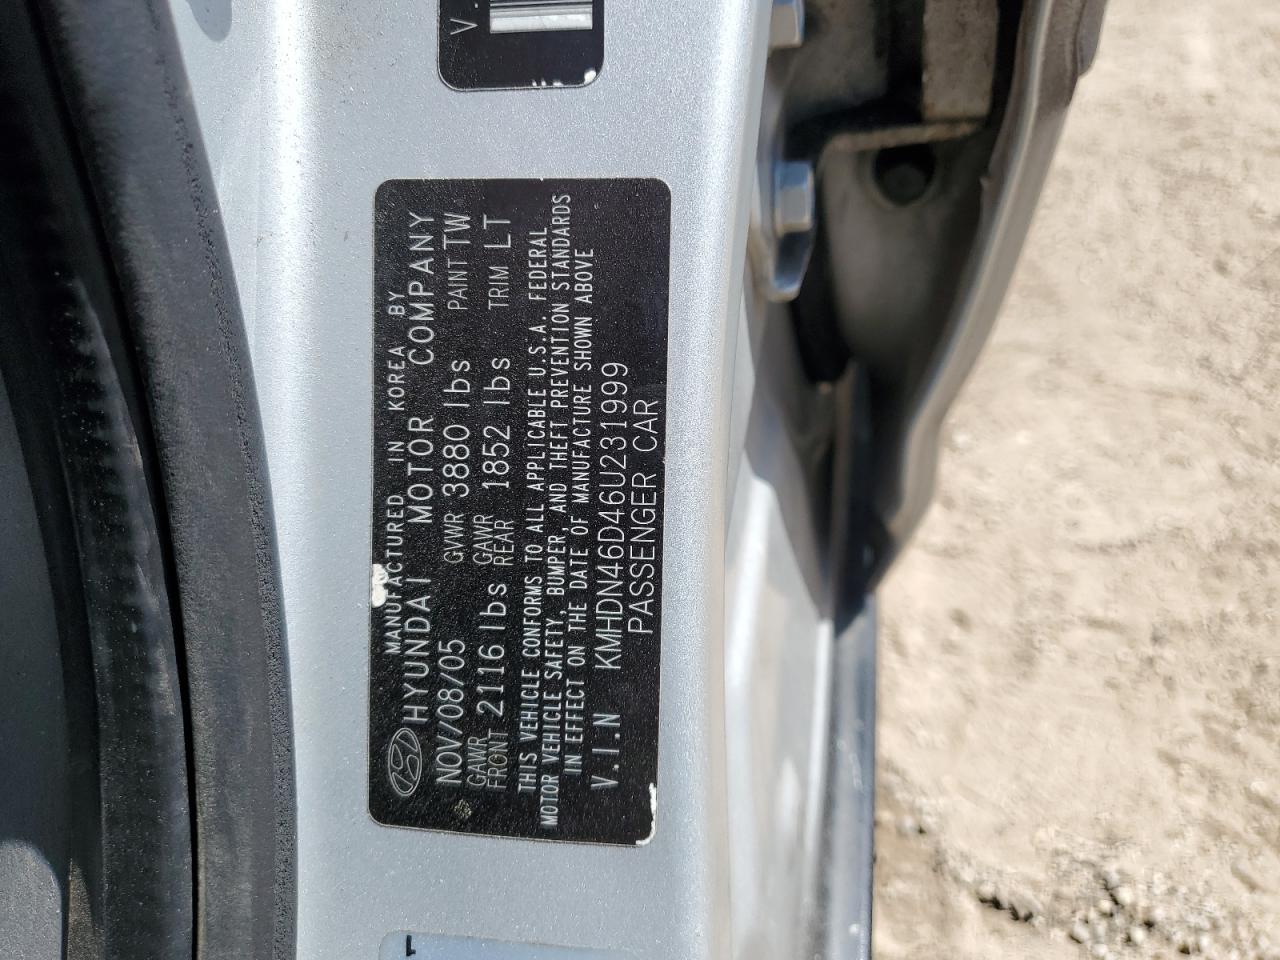 V.
MANUFACTURED IN KOREA BY
HYUNDAI MOTOR COMPANY
NOV/08/05 GVWR 3880 lbs PAINT TW
GAWR FRONT 2116 lbs GAWR REAR 1852 lbs TRIM LT
THIS VEHICLE CONFORMS TO ALL APPLICABLE U.S.A. FEDERAL
MOTOR VEHICLE SAFETY, BUMPER, AND THEFT PREVENTION STANDARDS
IN EFFECT ON THE DATE OF MANUFACTURE SHOWN ABOVE
V.I.N KMHDN46D46U231999
PASSENGER CAR